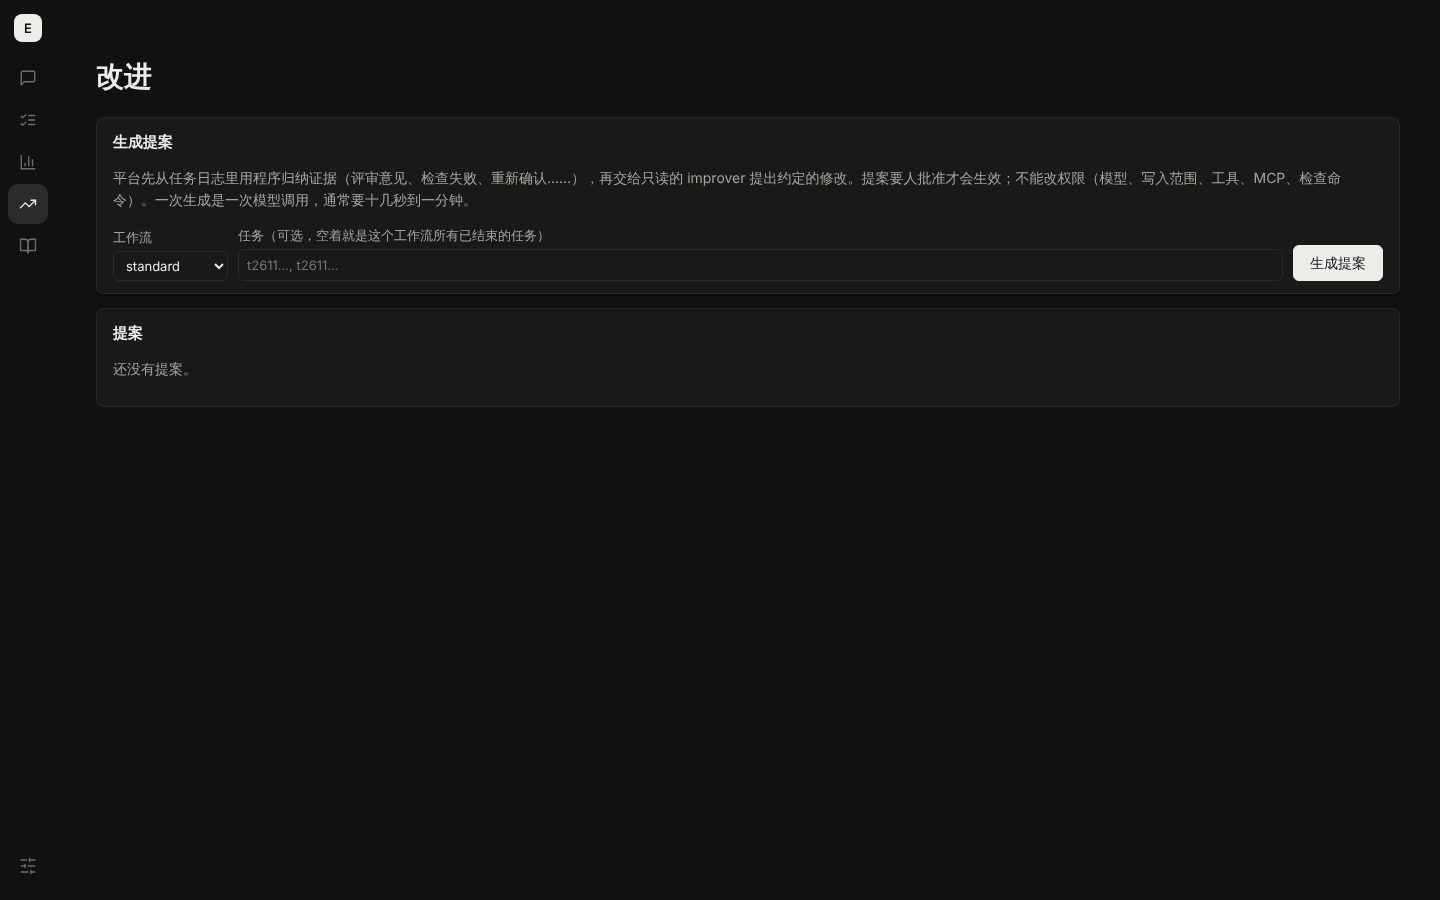 E
改进
生成提案
平台先从任务日志里用程序归纳证据（评审意见、检查失败、重新确认……），再交给只读的 improver 提出约定的修改。提案要人批准才会生效；不能改权限（模型、写入范围、工具、MCP、检查命
令）。一次生成是一次模型调用，通常要十几秒到一分钟。
工作流
任务（可选，空着就是这个工作流所有已结束的任务）
standard
t2611…, t2611…
生成提案
提案
还没有提案。